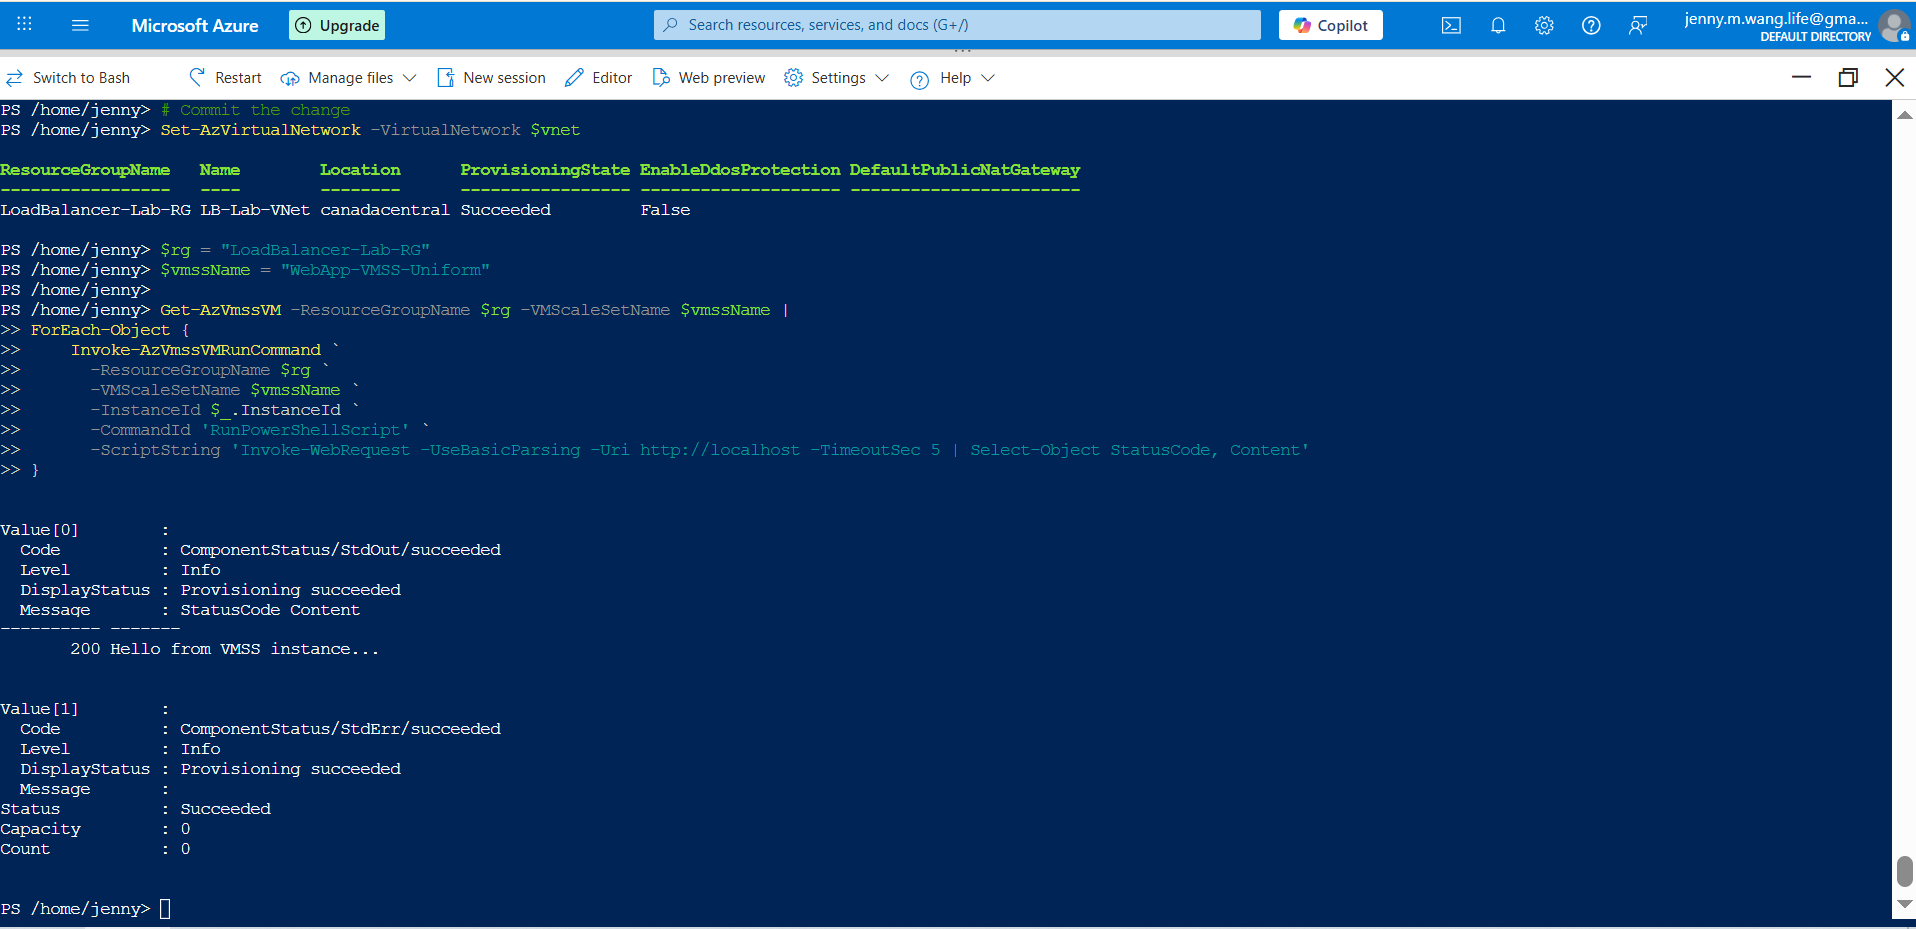 Microsoft Azure
Upgrade
Search resources, services, and docs (G+/)
Copilot
jenny.m.wang.life@gma...
DEFAULT DIRECTORY
Switch to Bash
Restart
Manage files
New session
Editor
Web preview
Settings
Help
PS /home/jenny> # Commit the change
PS /home/jenny> Set-AzVirtualNetwork -VirtualNetwork $vnet
ResourceGroupName   Name        Location      ProvisioningState EnableDdosProtection DefaultPublicNatGateway
-----------------   ----        --------      ----------------- -------------------- -----------------------
LoadBalancer-Lab-RG LB-Lab-VNet canadacentral Succeeded         False
PS /home/jenny> $rg = "LoadBalancer-Lab-RG"
PS /home/jenny> $vmssName = "WebApp-VMSS-Uniform"
PS /home/jenny>
PS /home/jenny> Get-AzVmssVM -ResourceGroupName $rg -VMScaleSetName $vmssName |
>> ForEach-Object {
>>     Invoke-AzVmssVMRunCommand `
>>       -ResourceGroupName $rg `
>>       -VMScaleSetName $vmssName `
>>       -InstanceId $_.InstanceId `
>>       -CommandId 'RunPowerShellScript' `
>>       -ScriptString 'Invoke-WebRequest -UseBasicParsing -Uri http://localhost -TimeoutSec 5 | Select-Object StatusCode, Content'
>> }
Value[0]        :
  Code          : ComponentStatus/StdOut/succeeded
  Level         : Info
  DisplayStatus : Provisioning succeeded
  Message       : StatusCode Content
---------- -------
       200 Hello from VMSS instance...
Value[1]        :
  Code          : ComponentStatus/StdErr/succeeded
  Level         : Info
  DisplayStatus : Provisioning succeeded
  Message       :
Status          : Succeeded
Capacity        : 0
Count           : 0
PS /home/jenny>